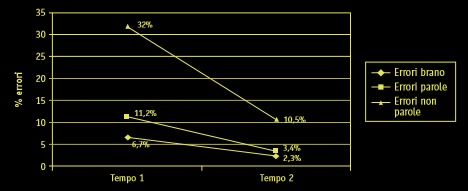 35
30
25
20
15
10
5
0
% errori
32%
11,2%
6,7%
10,5%
3,4%
2,3%
Tempo 1
Tempo 2
Errori brano
Errori parole
Errori non
parole